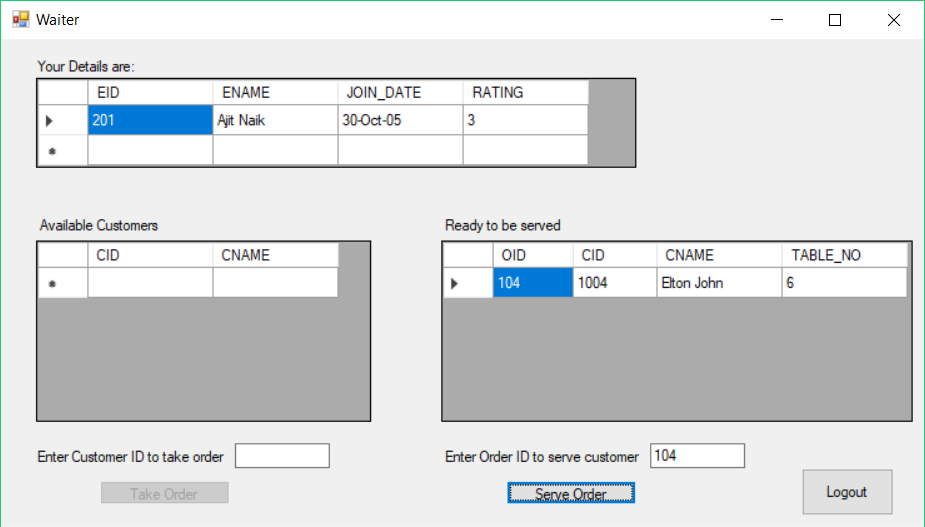 Waiter
Your Details are:
EID ENAME JOIN_DATE RATING
201 Ajit Naik 30-Oct-05 3
Available Customers
CID CNAME
Ready to be served
OID CID CNAME TABLE_NO
104 1004 Elton John 6
Enter Customer ID to take order
Take Order
Enter Order ID to serve customer 104
Serve Order
Logout